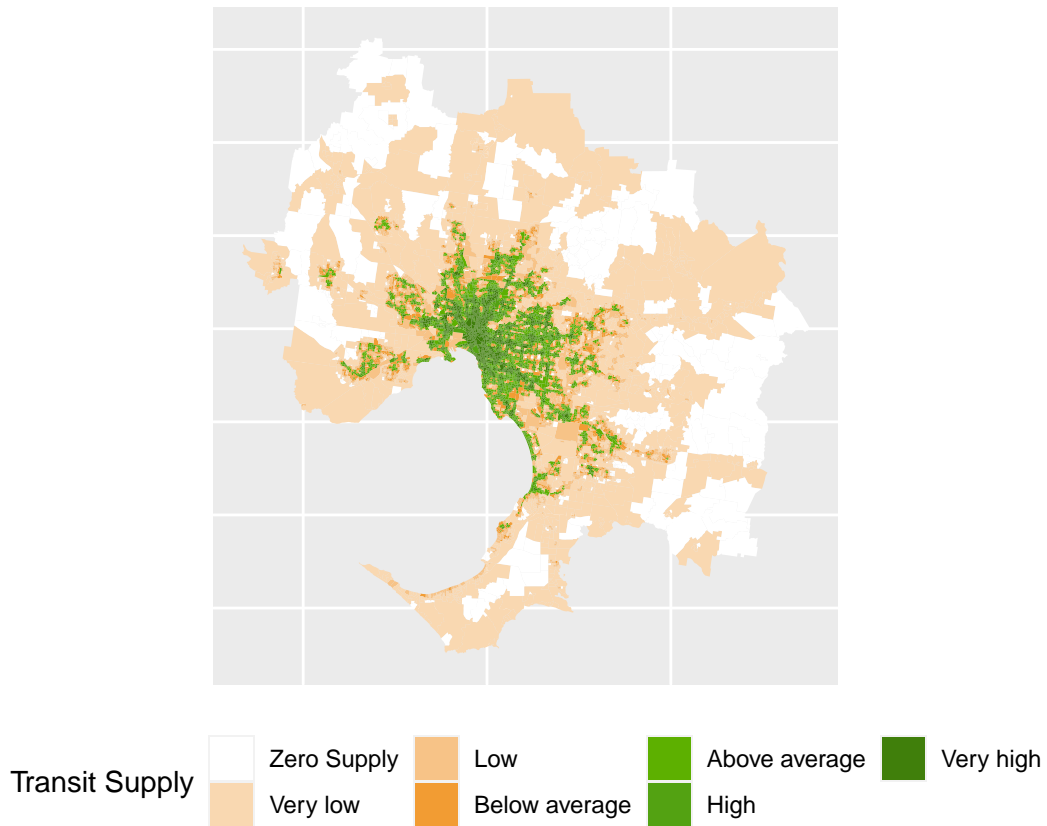 Transit Supply
Zero Supply
Very low
Low
Below average
Above average
High
Very high